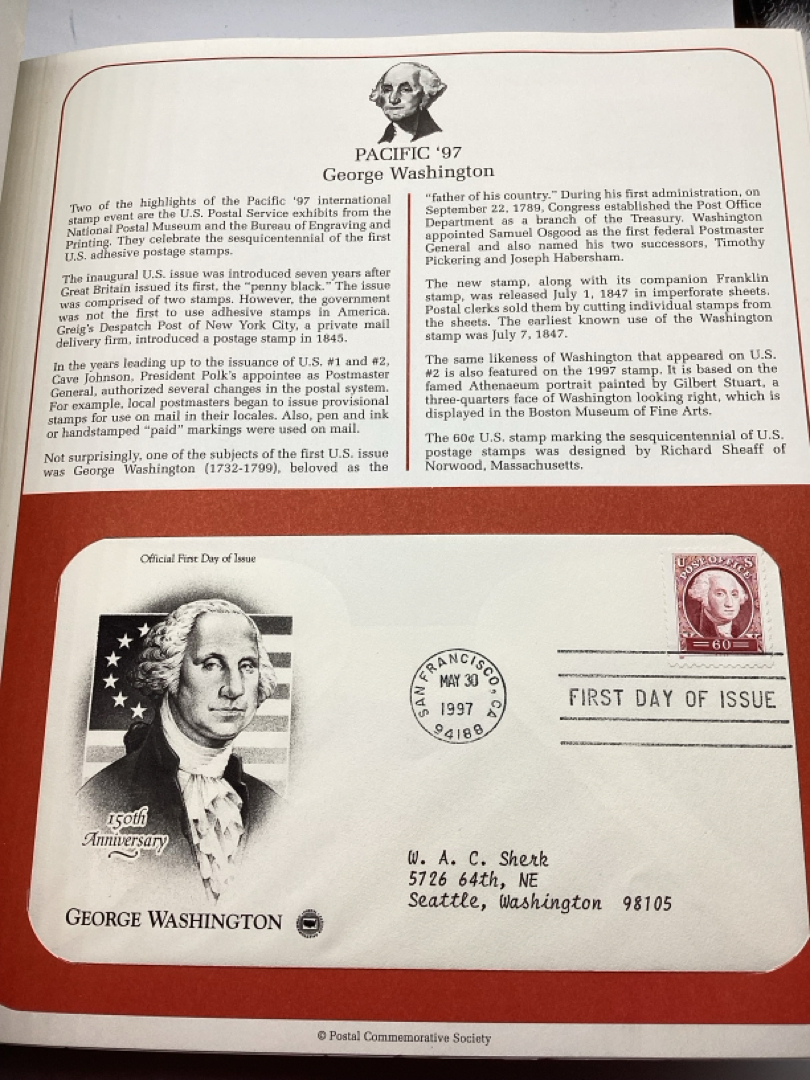 PACIFIC '97
George Washington
Two of the highlights of the Pacific '97 international
stamp event are the U.S. Postal Service exhibits from the
National Postal Museum and the Bureau of Engraving and
Printing. They celebrate the sesquicentennial of the first
U.S. adhesive postage stamps.
The inaugural U.S. issue was introduced seven years after
Great Britain issued its first, the "penny black." The issue
was comprised of two stamps. However, the government
was not the first to use adhesive stamps in America.
Greig's Despatch Post of New York City, a private mail
delivery firm, introduced a postage stamp in 1845.
In the years leading up to the issuance of U.S. #1 and #2,
Cave Johnson, President Polk's appointee as Postmaster
General, authorized several changes in the postal system.
For example, local postmasters began to issue provisional
stamps for use on mail in their locales. Also, pen and ink
or handstamped "paid" markings were used on mail.
Not surprisingly, one of the subjects of the first U.S. issue
was George Washington (1732-1799), beloved as the
"father of his country." During his first administration, on
September 22, 1789, Congress established the Post Office
Department as a branch of the Treasury. Washington
appointed Samuel Osgood as the first federal Postmaster
General and also named his two successors, Timothy
Pickering and Joseph Habersham.
The new stamp, along with its companion Franklin
stamp, was released July 1, 1847 in imperforate sheets.
Postal clerks sold them by cutting individual stamps from
the sheets. The earliest known use of the Washington
stamp was July 7, 1847.
The same likeness of Washington that appeared on U.S.
#2 is also featured on the 1997 stamp. It is based on the
famed Athenaeum portrait painted by Gilbert Stuart, a
three-quarters face of Washington looking right, which is
displayed in the Boston Museum of Fine Arts.
The 60¢ U.S. stamp marking the sesquicentennial of U.S.
postage stamps was designed by Richard Sheaff of
Norwood, Massachusetts.
Official First Day of Issue
U S
POST OFFICE
60
SAN FRANCISCO, CA
MAY 30
1997
94188
FIRST DAY OF ISSUE
150th
Anniversary
GEORGE WASHINGTON
W. A. C. Sherk
5726 64th, NE
Seattle, Washington 98105
© Postal Commemorative Society